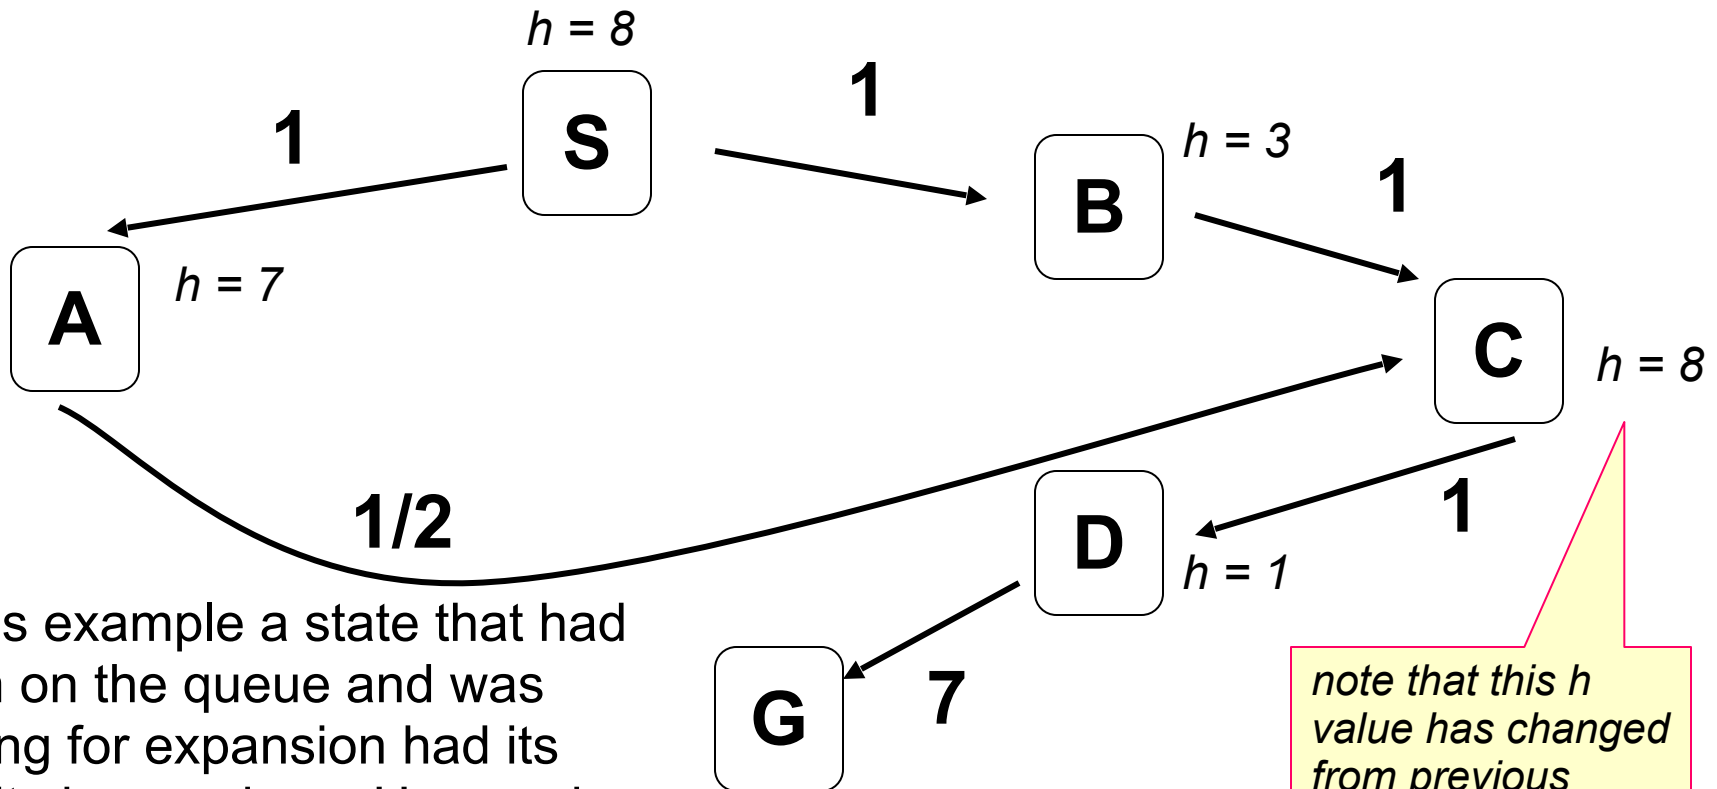 h = 8
1
1
S
h = 3
1
B
h = 7
A
C
h = 8
1/2
1
D
h = 1
s example a state that had
on the queue and was
for expansion had its
G
7
note that this h
value has changed
from previous